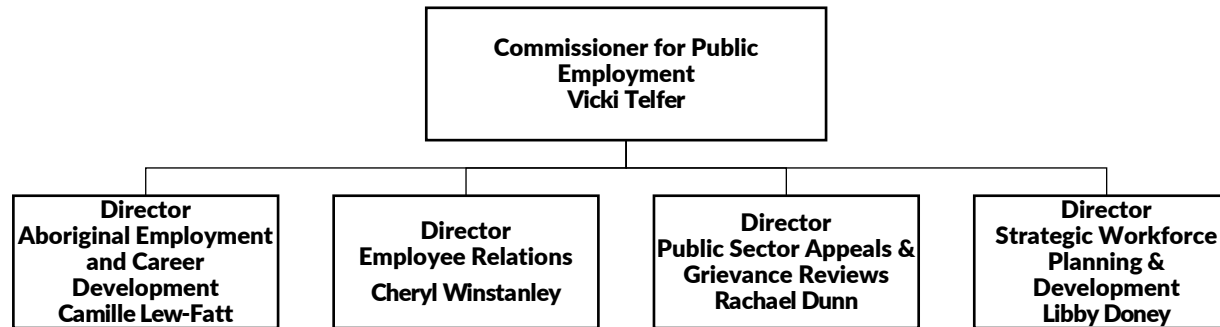 Commissioner for Public
Employment
Vicki Telfer
Director
Aboriginal Employment
and Career
Development
Camille Lew-Fatt
Director
Employee Relations
Cheryl Winstanley
Director
Public Sector Appeals &
Grievance Reviews
Rachael Dunn
Director
Strategic Workforce
Planning &
Development
Libby Doney